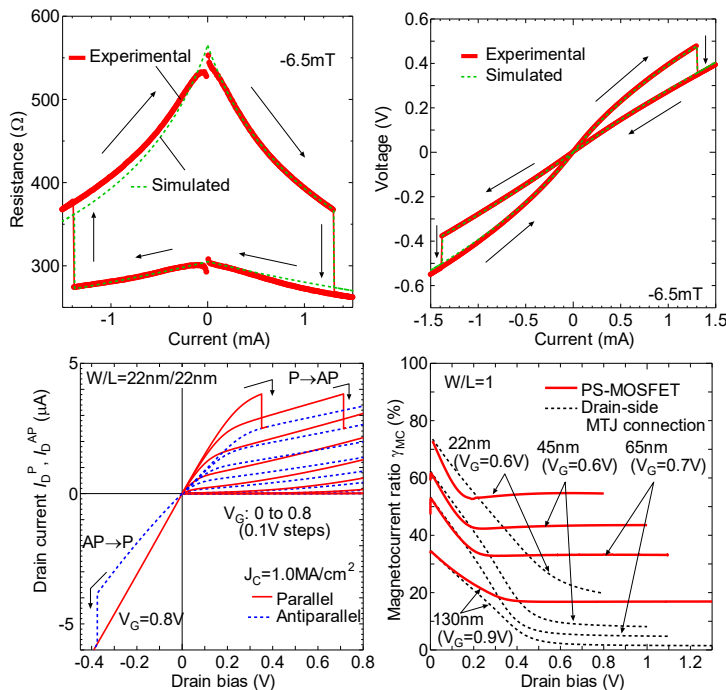 600
500
400
300
Resistance (Ω)
Experimental
-6.5mT
Simulated
-1
0
1
Current (mA)
0.6
0.4
0.2
0
-0.2
-0.4
-0.6
Voltage (V)
Experimental
Simulated
-6.5mT
-1.5
-1.0
-0.5
0
0.5
1.0
1.5
Current (mA)
5
0
-5
Drain current I_D^P, I_D^AP (μA)
W/L=22nm/22nm
P→AP
V_G: 0 to 0.8
(0.1V steps)
AP→P
J_C=1.0MA/cm²
V_G=0.8V
Parallel
Antiparallel
-0.4
-0.2
0
0.2
0.4
0.6
0.8
Drain bias (V)
100
80
60
40
20
0
Magnetocurrent ratio γ_MC (%)
W/L=1
PS-MOSFET
Drain-side
MTJ connection
22nm
(V_G=0.6V)
45nm
(V_G=0.6V)
65nm
(V_G=0.7V)
130nm
(V_G=0.9V)
0
0.2
0.4
0.6
0.8
1.0
1.2
Drain bias (V)